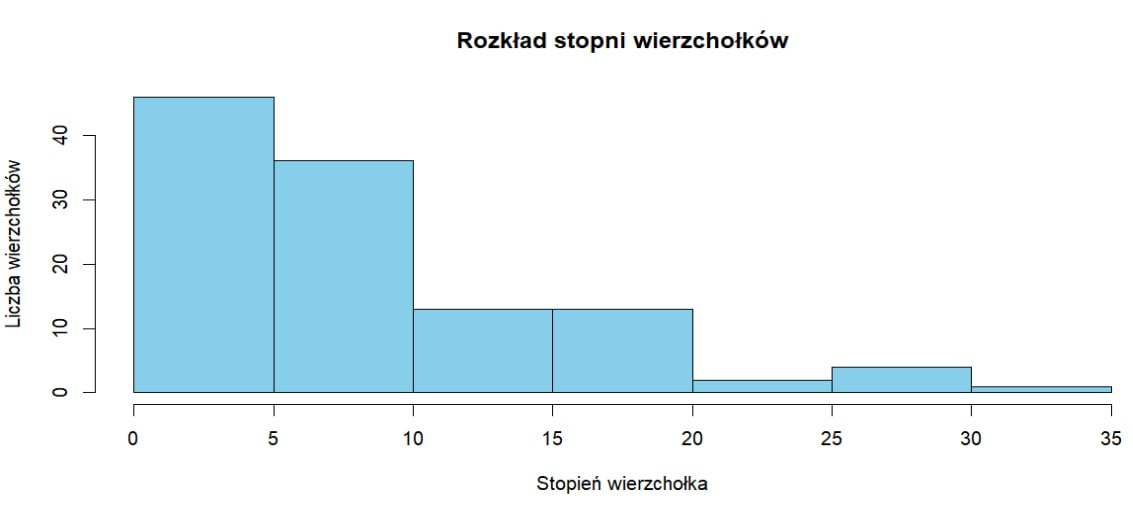 Rozkład stopni wierzchołków
Liczba wierzchołków
40
30
20
10
0
0 5 10 15 20 25 30 35
Stopień wierzchołka